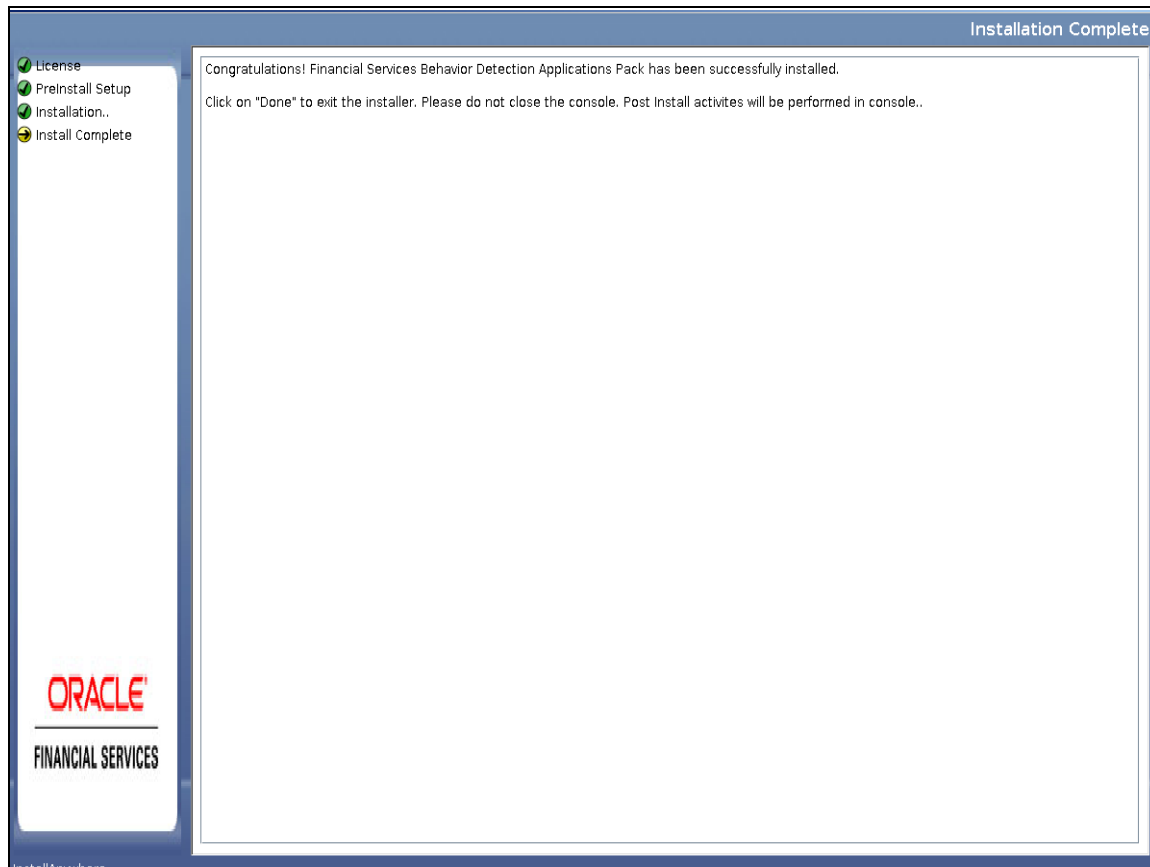 Installation Complete
License
PreInstall Setup
Installation..
Install Complete
Congratulations! Financial Services Behavior Detection Applications Pack has been successfully installed.
Click on "Done" to exit the installer. Please do not close the console. Post Install activites will be performed in console..
ORACLE'
FINANCIAL SERVICES